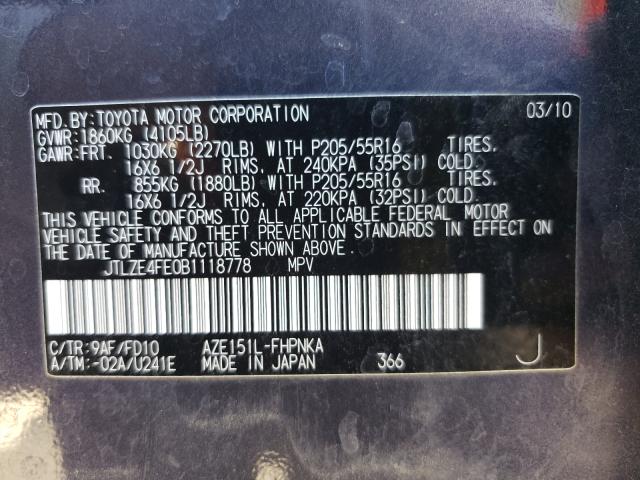 MFD.BY:TOYOTA MOTOR CORPORATION 03/10
GVWR:1860KG (4105LB)
GAWR:FRT. 1030KG (2270LB) WITH P205/55R16 TIRES.
16X6 1/2J RIMS. AT 240KPA (35PSI) COLD.
RR. 855KG (1880LB) WITH P205/55R16 TIRES.
16X6 1/2J RIMS. AT 220KPA (32PSI) COLD.
THIS VEHICLE CONFORMS TO ALL APPLICABLE FEDERAL MOTOR
VEHICLE SAFETY AND THEFT PREVENTION STANDARDS IN EFFECT ON
THE DATE OF MANUFACTURE SHOWN ABOVE.
JTLZE4FE0B1118778 MPV
C/TR:9AF/FD10 AZE151L-FHPNKA
A/TM:-02A/U241E MADE IN JAPAN 366 J